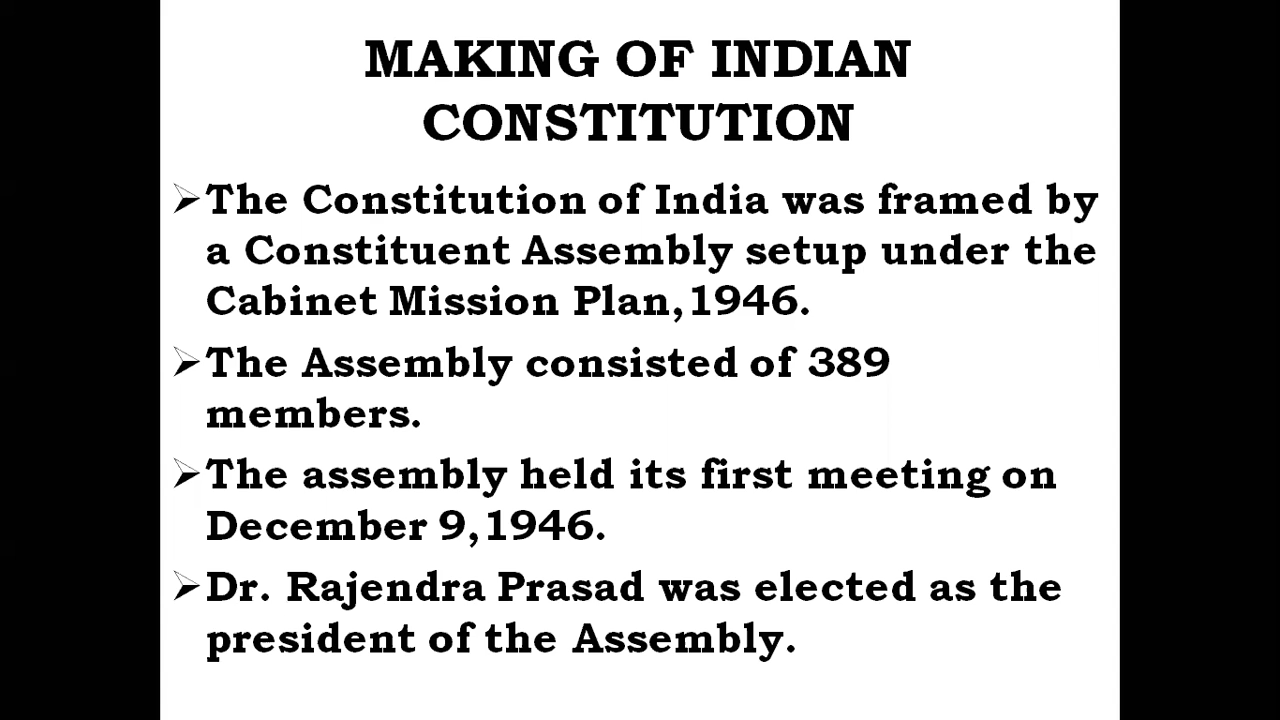 MAKING OF INDIAN
CONSTITUTION
➢The Constitution of India was framed by
a Constituent Assembly setup under the
Cabinet Mission Plan,1946.
➢The Assembly consisted of 389
members.
➢The assembly held its first meeting on
December 9,1946.
➢Dr. Rajendra Prasad was elected as the
president of the Assembly.